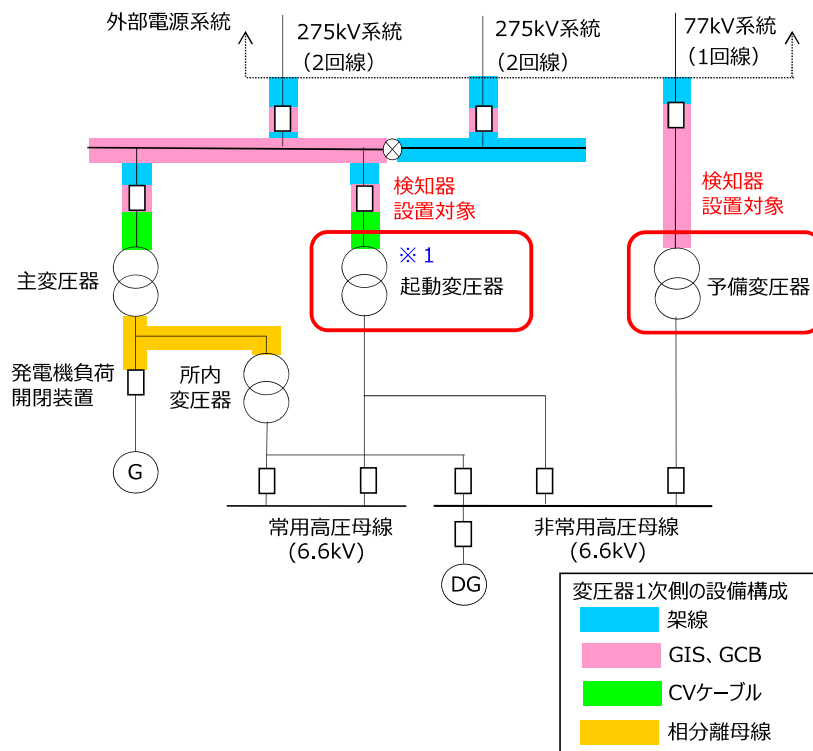 外部電源系統
275kV系統
(2回線)
275kV系統
(2回線)
77kV系統
(1回線)
検知器
設置対象
検知器
設置対象
※1
起動変圧器
主変圧器
予備変圧器
発電機負荷
開閉装置
所内
変圧器
G
常用高圧母線
(6.6kV)
非常用高圧母線
(6.6kV)
DG
変圧器1次側の設備構成
架線
GIS、GCB
CVケーブル
相分離母線